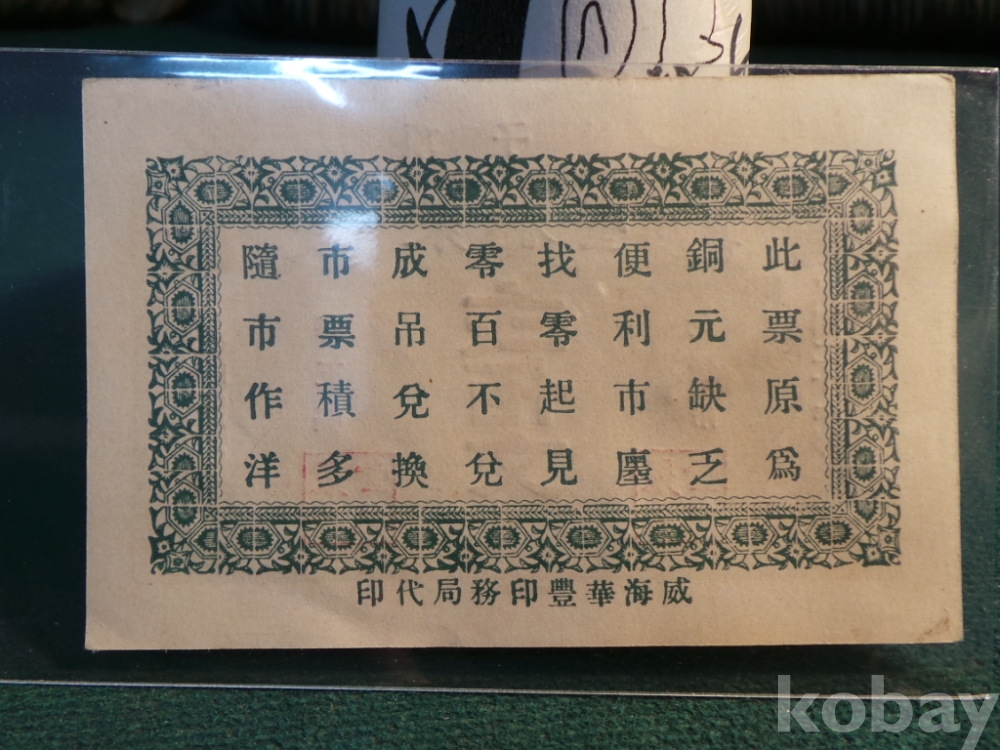 此票原爲
銅元缺乏
便利市廛
找零起見
零百不兌
成吊兌換
市票積多
隨市作洋
威海華豐印務局代印
kobay